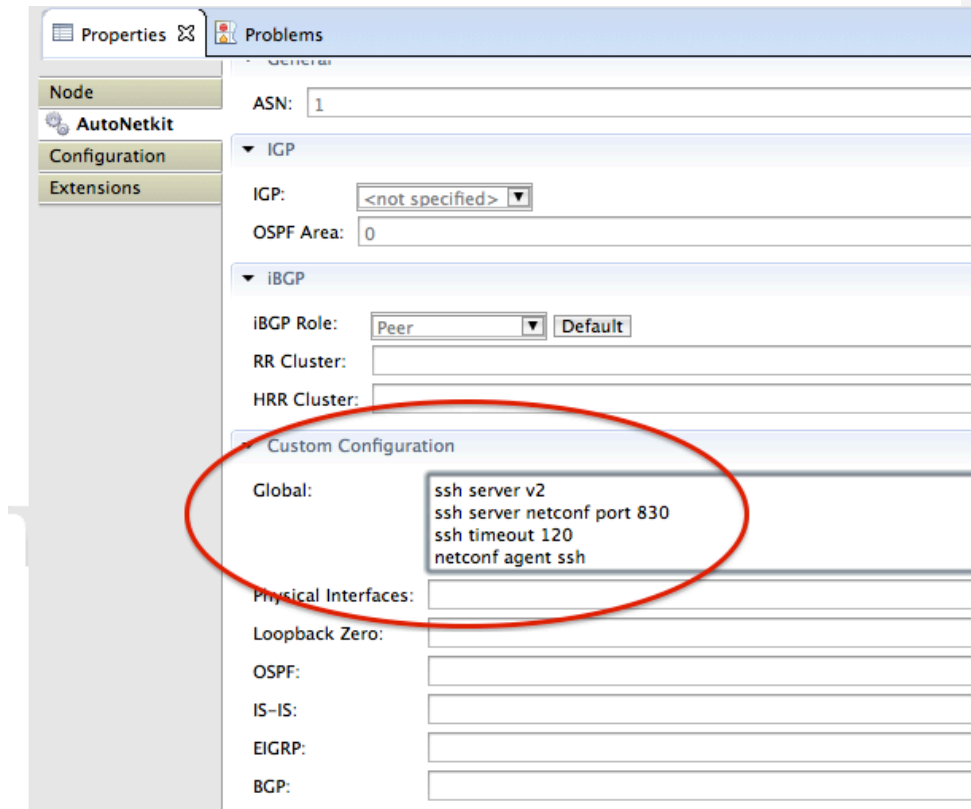 Properties
Problems
General
Node
AutoNetkit
Configuration
Extensions
ASN: 1
IGP
IGP: <not specified>
OSPF Area: 0
iBGP
iBGP Role: Peer Default
RR Cluster:
HRR Cluster:
Custom Configuration
Global: ssh server v2
ssh server netconf port 830
ssh timeout 120
netconf agent ssh
Physical Interfaces:
Loopback Zero:
OSPF:
IS-IS:
EIGRP:
BGP: